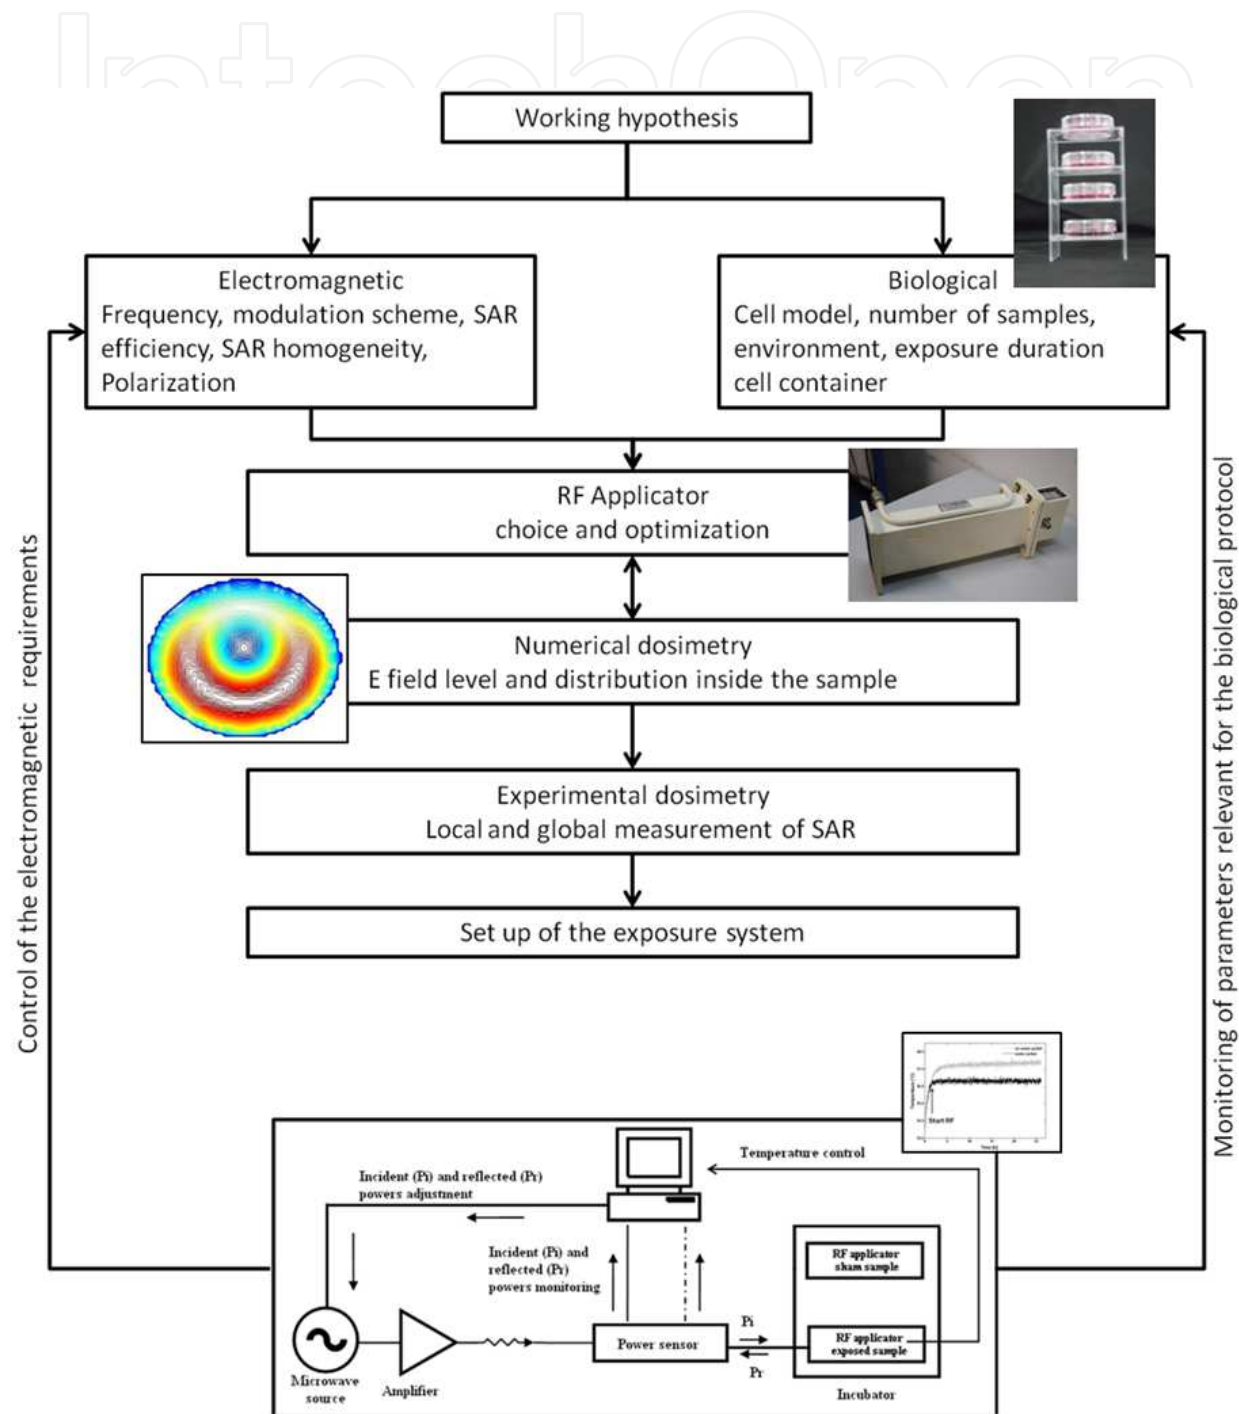 IntechOpen
Working hypothesis
Electromagnetic
Frequency, modulation scheme, SAR
efficiency, SAR homogeneity,
Polarization
Biological
Cell model, number of samples,
environment, exposure duration
cell container
RF Applicator
choice and optimization
Numerical dosimetry
E field level and distribution inside the sample
Experimental dosimetry
Local and global measurement of SAR
Set up of the exposure system
Control of the electromagnetic requirements
Monitoring of parameters relevant for the biological protocol
Start RF
Temperature control
Incident (Pi) and reflected (Pr)
powers adjustment
Incident (Pi) and
reflected (Pr)
powers monitoring
RF applicator
sham sample
Pi
Power sensor
RF applicator
exposed sample
Pr
Microwave
source
Amplifier
Incubator